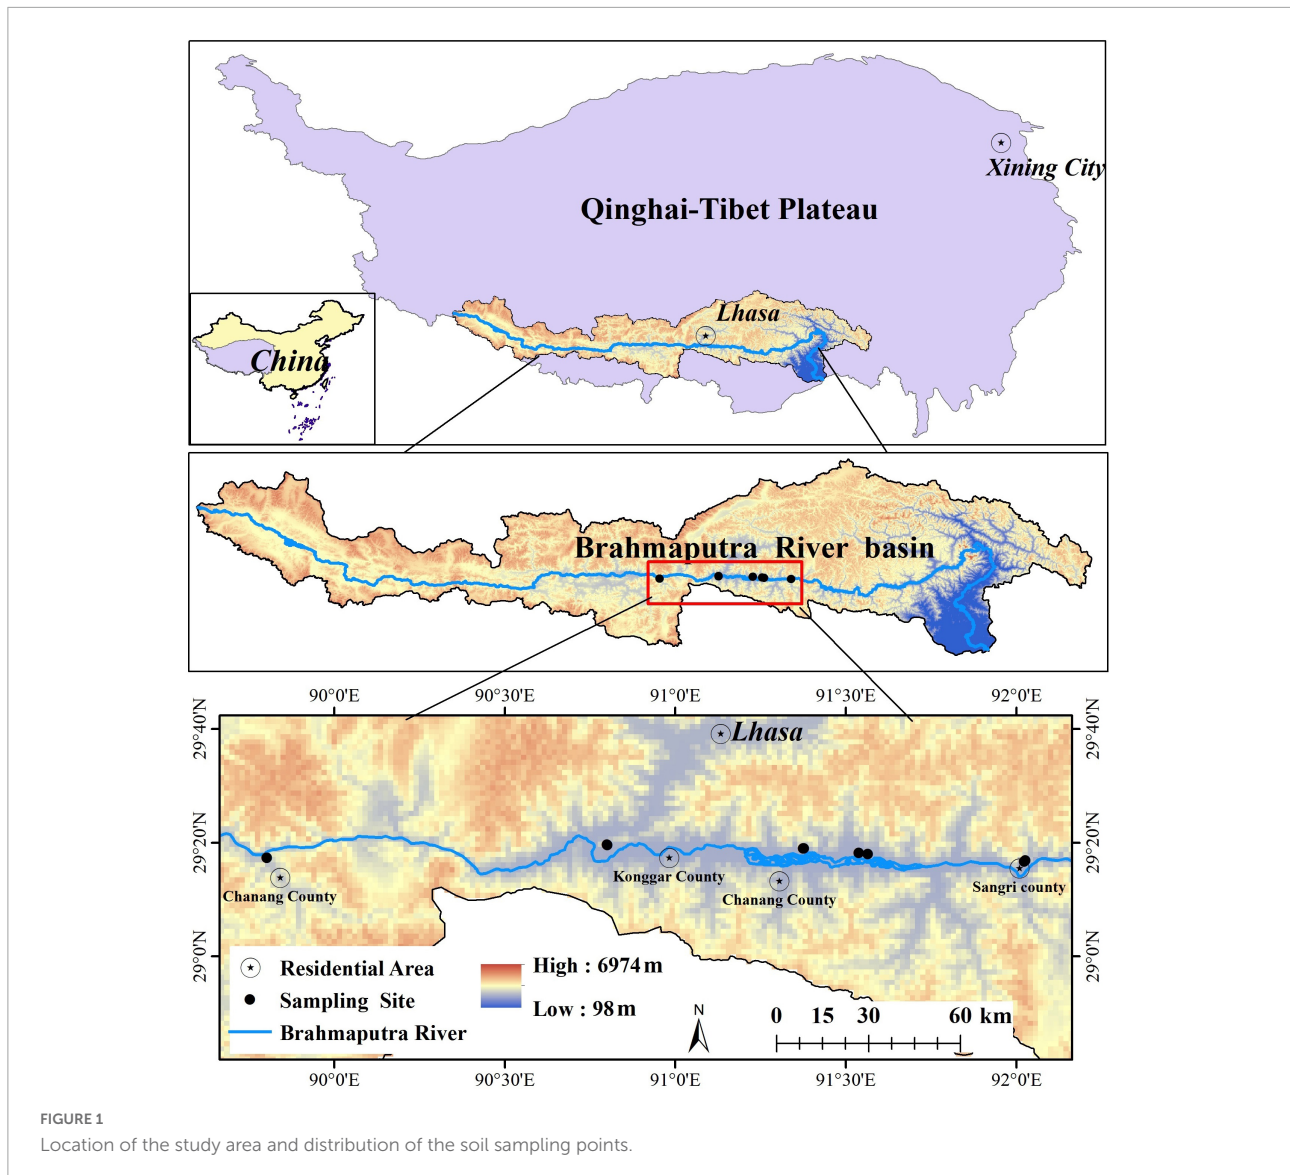 Xining City
Qinghai-Tibet Plateau
Lhasa
China
Brahmaputra River basin
90°0'E 90°30'E 91°0'E 91°30'E 92°0'E
29°40'N 29°40'N
Lhasa
29°20'N 29°20'N
Chanang County
Konggar County
Chanang County
Sangri county
29°0'N 29°0'N
Residential Area
Sampling Site
Brahmaputra River
High : 6974 m
Low : 98 m
N
0 15 30 60 km
90°0'E 90°30'E 91°0'E 91°30'E 92°0'E
FIGURE 1
Location of the study area and distribution of the soil sampling points.